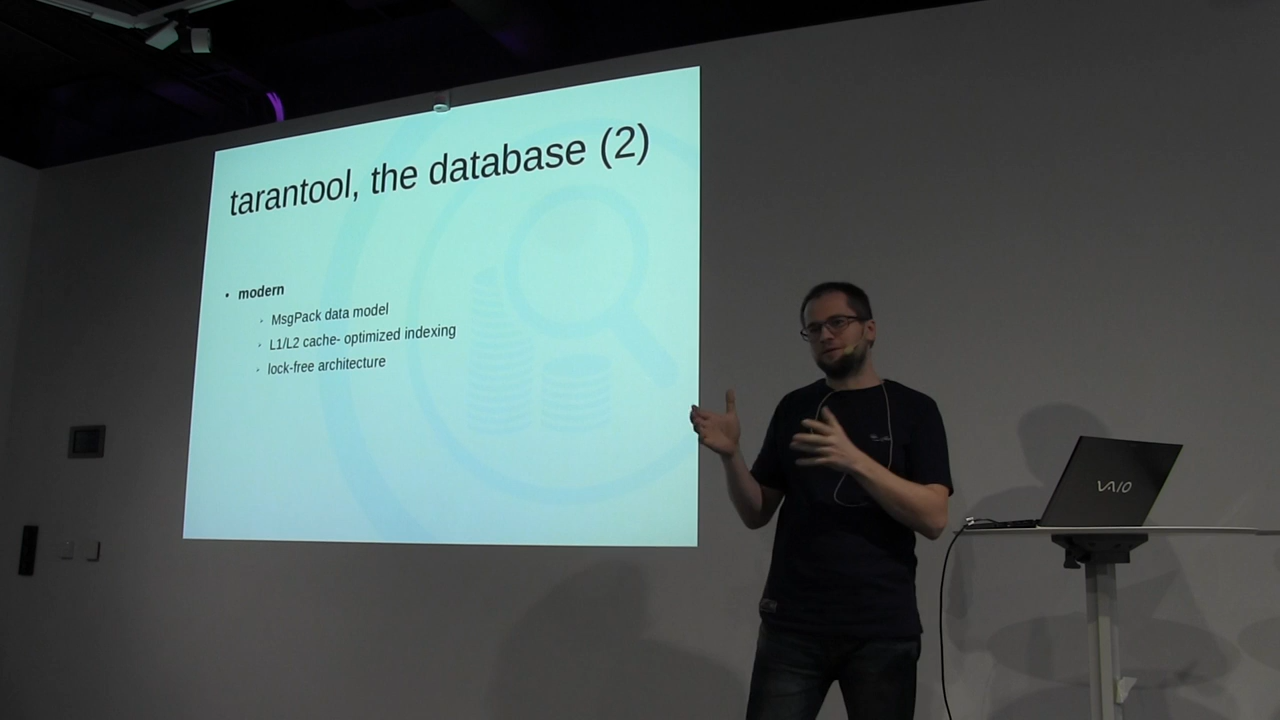 tarantool, the database (2)
• modern
MsgPack data model
L1/L2 cache- optimized indexing
lock-free architecture
VAIO